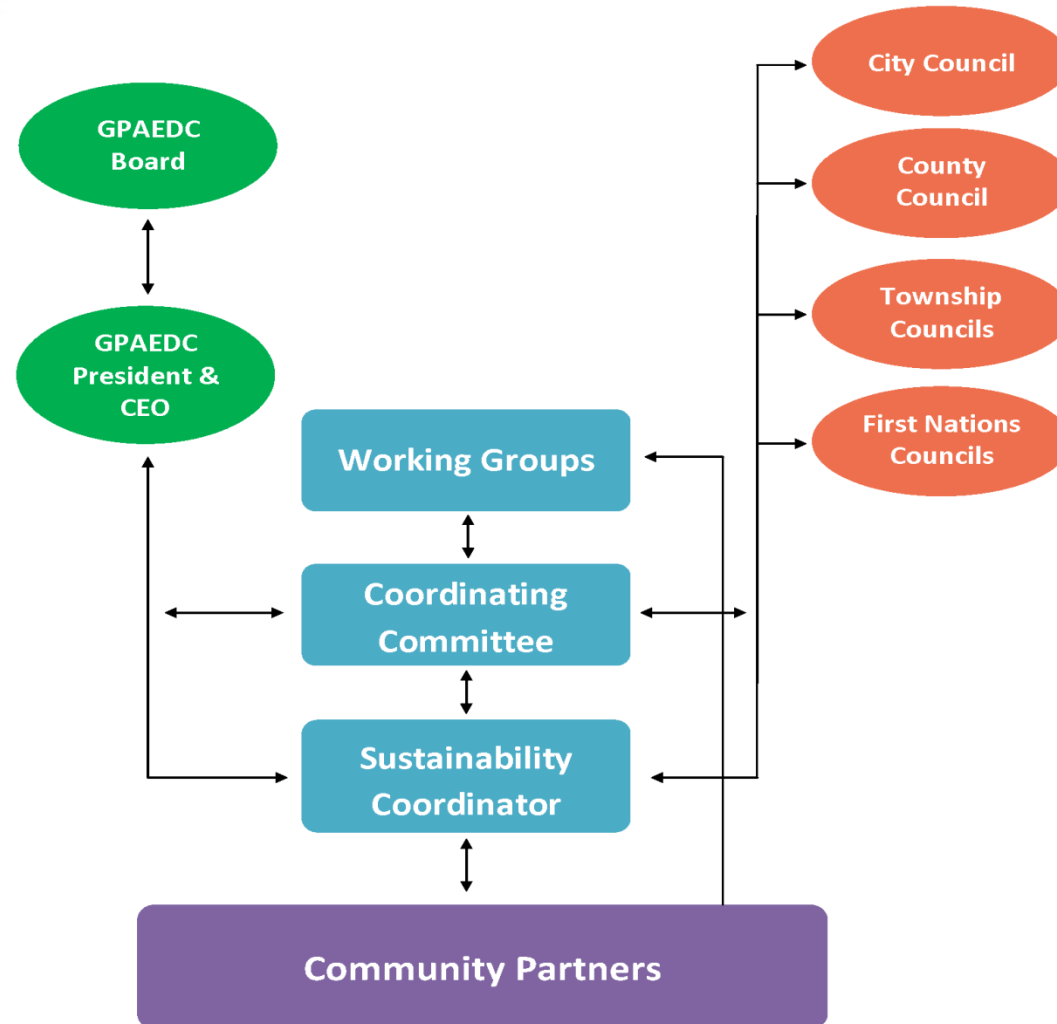 GPAEDC
Board
GPAEDC
President &
CEO
Working Groups
Coordinating
Committee
Sustainability
Coordinator
Community Partners
City Council
County
Council
Township
Councils
First Nations
Councils